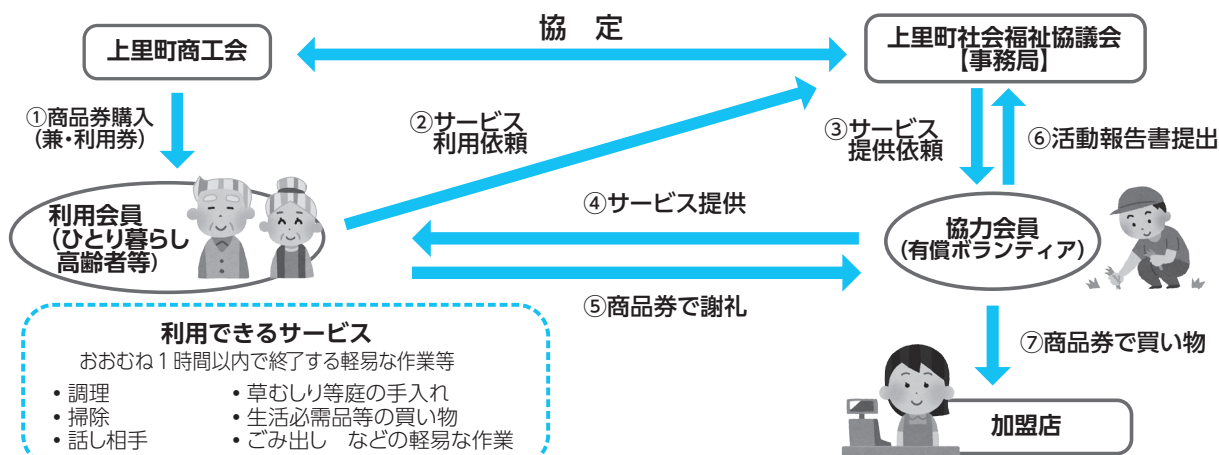 上里町商工会
協　定
上里町社会福祉協議会
【事務局】
①商品券購入
(兼・利用券)
②サービス
利用依頼
③サービス
提供依頼
⑥活動報告書提出
利用会員
(ひとり暮らし
高齢者等)
④サービス提供
協力会員
(有償ボランティア)
⑤商品券で謝礼
利用できるサービス
おおむね1時間以内で終了する軽易な作業等
• 調理
• 掃除
• 話し相手
• 草むしり等庭の手入れ
• 生活必需品等の買い物
• ごみ出し　などの軽易な作業
⑦商品券で買い物
加盟店